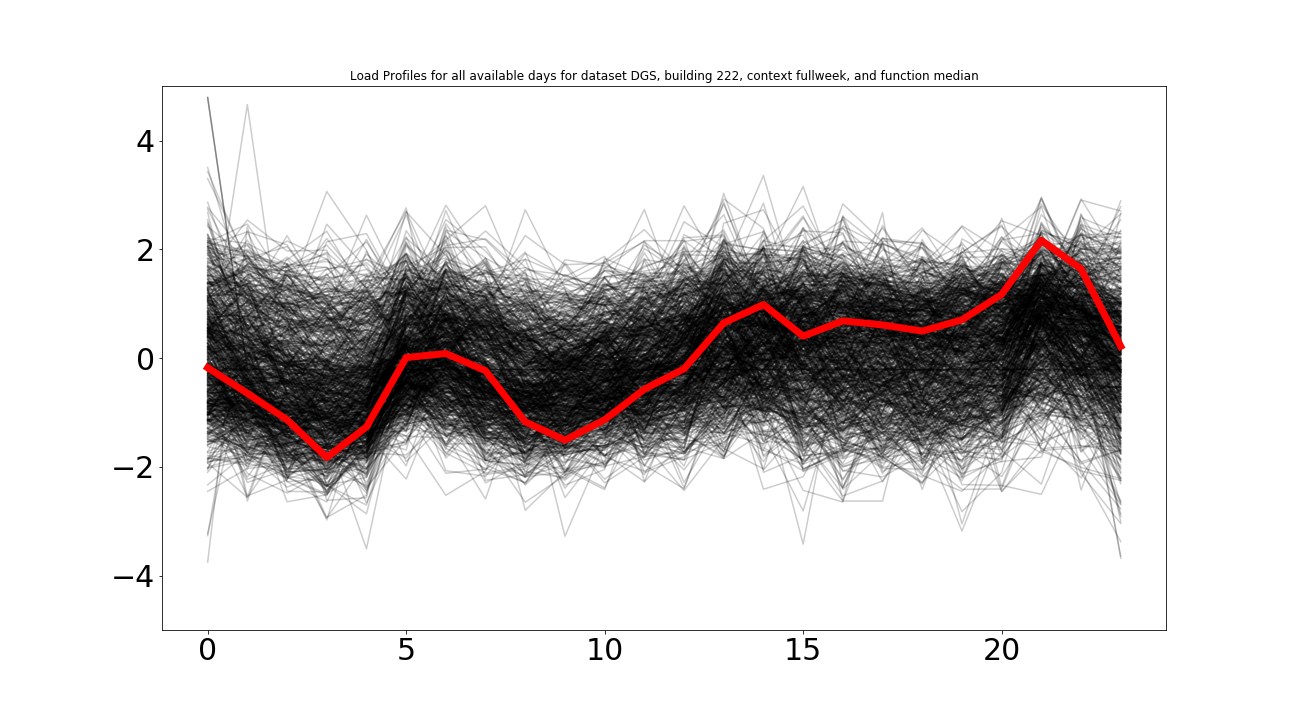 Load Profiles for all available days for dataset DGS, building 222, context fullweek, and function median
4
2
0
−2
−4
0 5 10 15 20